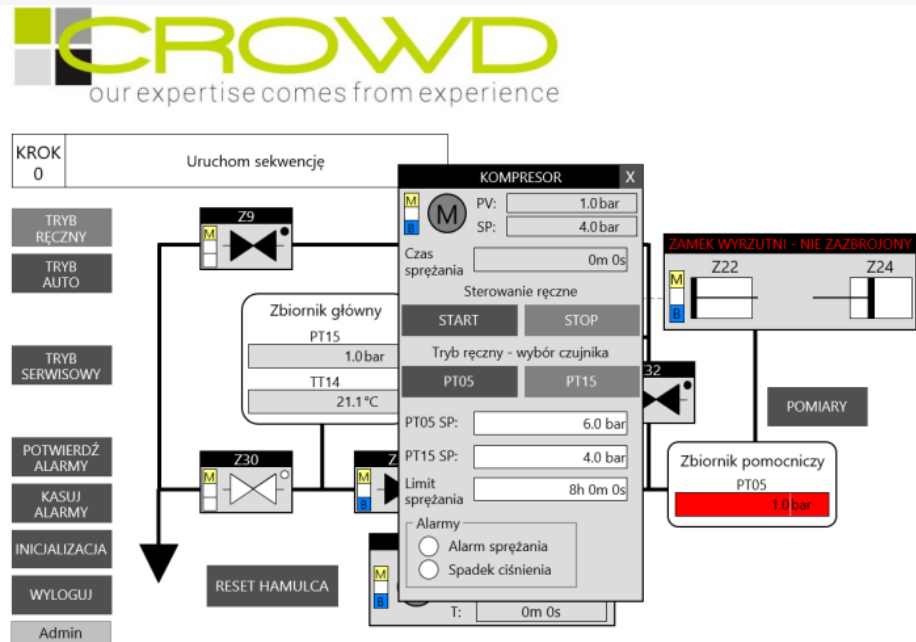 CROWD
our expertise comes from experience
KROK
0
Uruchom sekwencję
TRYB
RĘCZNY
TRYB
AUTO
TRYB
SERWISOWY
POTWIERDŹ
ALARMY
KASUJ
ALARMY
INICJALIZACJA
WYLOGUJ
Admin
Z9
M
Zbiornik główny
PT15
1.0 bar
TT14
21.1 °C
Z30
M
M
B
RESET HAMULCA
M
B
T:
0m 0s
KOMPRESOR
X
M
B
M
PV:
1.0 bar
SP:
4.0 bar
Czas
sprężania
0m 0s
Sterowanie ręczne
START
STOP
Tryb ręczny - wybór czujnika
PT05
PT15
PT05 SP:
6.0 bar
PT15 SP:
4.0 bar
Limit
sprężania
8h 0m 0s
Alarmy
Alarm sprężania
Spadek ciśnienia
ZAMEK WYRZUTNI - NIE ZAZBROJONY
Z22
Z24
M
B
POMIARY
Zbiornik pomocniczy
PT05
1.0 bar